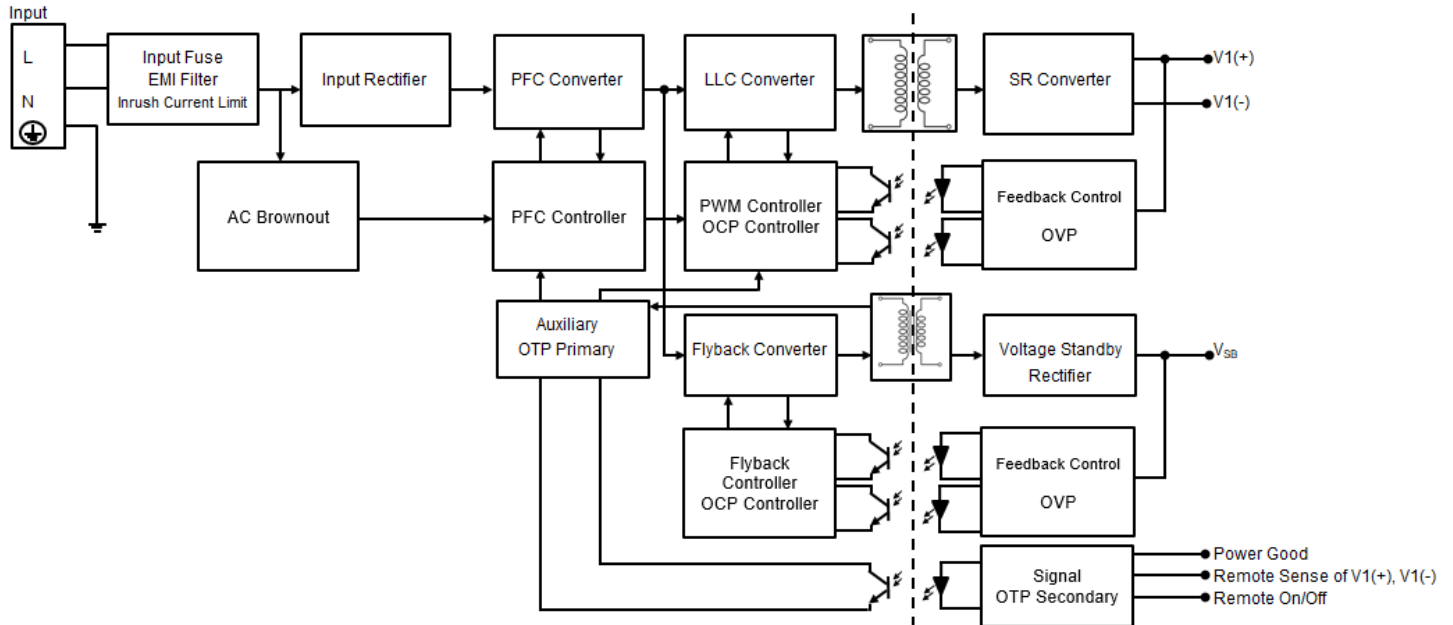 Input
L
N
Input Fuse
EMI Filter
Inrush Current Limit
Input Rectifier
PFC Converter
LLC Converter
SR Converter
V1(+)
V1(-)
AC Brownout
PFC Controller
PWM Controller
OCP Controller
Feedback Control
OVP
Auxiliary
OTP Primary
Flyback Converter
Voltage Standby
Rectifier
VSB
Flyback
Controller
OCP Controller
Feedback Control
OVP
Signal
OTP Secondary
Power Good
Remote Sense of V1(+), V1(-)
Remote On/Off